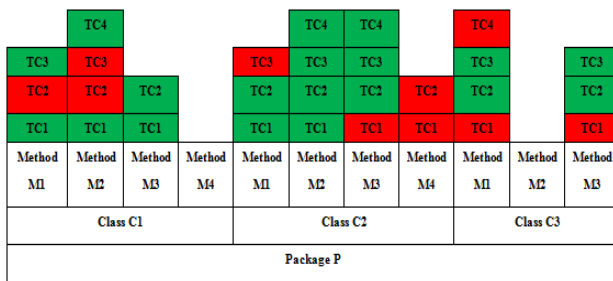 TC4 TC4 TC4 TC4
TC3 TC3 TC3 TC3 TC3 TC3 TC3
TC2 TC2 TC2 TC2 TC2 TC2 TC2 TC2 TC2
TC1 TC1 TC1 TC1 TC1 TC1 TC1 TC1 TC1
Method Method Method Method Method Method Method Method Method Method Method
M1 M2 M3 M4 M1 M2 M3 M4 M1 M2 M3
Class C1 Class C2 Class C3
Package P